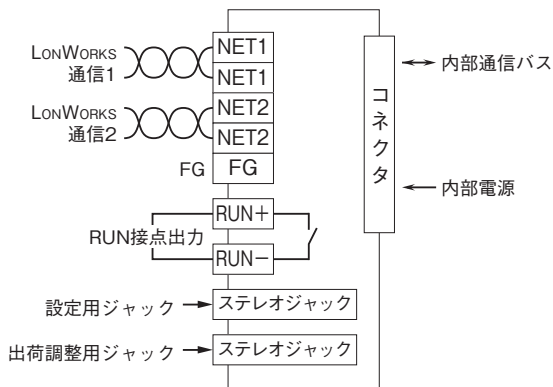 LONWORKS
通信1
NET1
NET1
LONWORKS
通信2
NET2
NET2
FG
FG
RUN接点出力
RUN＋
RUN－
設定用ジャック
ステレオジャック
出荷調整用ジャック
ステレオジャック
コネクタ
内部通信バス
内部電源